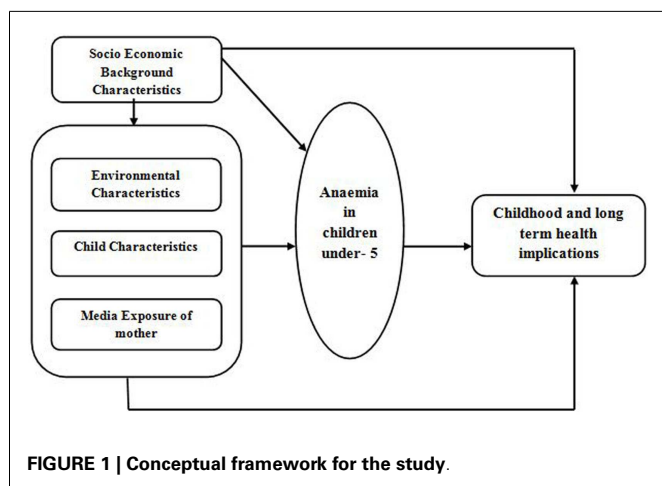 Socio Economic
Background
Characteristics
Environmental
Characteristics
Child Characteristics
Media Exposure of
mother
Anaemia
in
children
under- 5
Childhood and long
term health
implications
FIGURE 1 | Conceptual framework for the study.